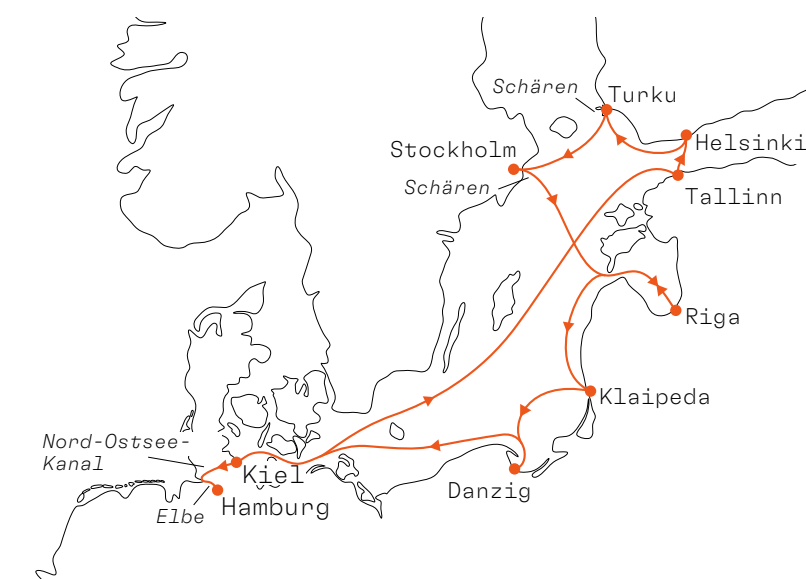 Schären
Turku
Helsinki
Stockholm
Schären
Tallinn
Riga
Klaipeda
Nord-Ostsee-
Kanal
Kiel
Danzig
Elbe
Hamburg